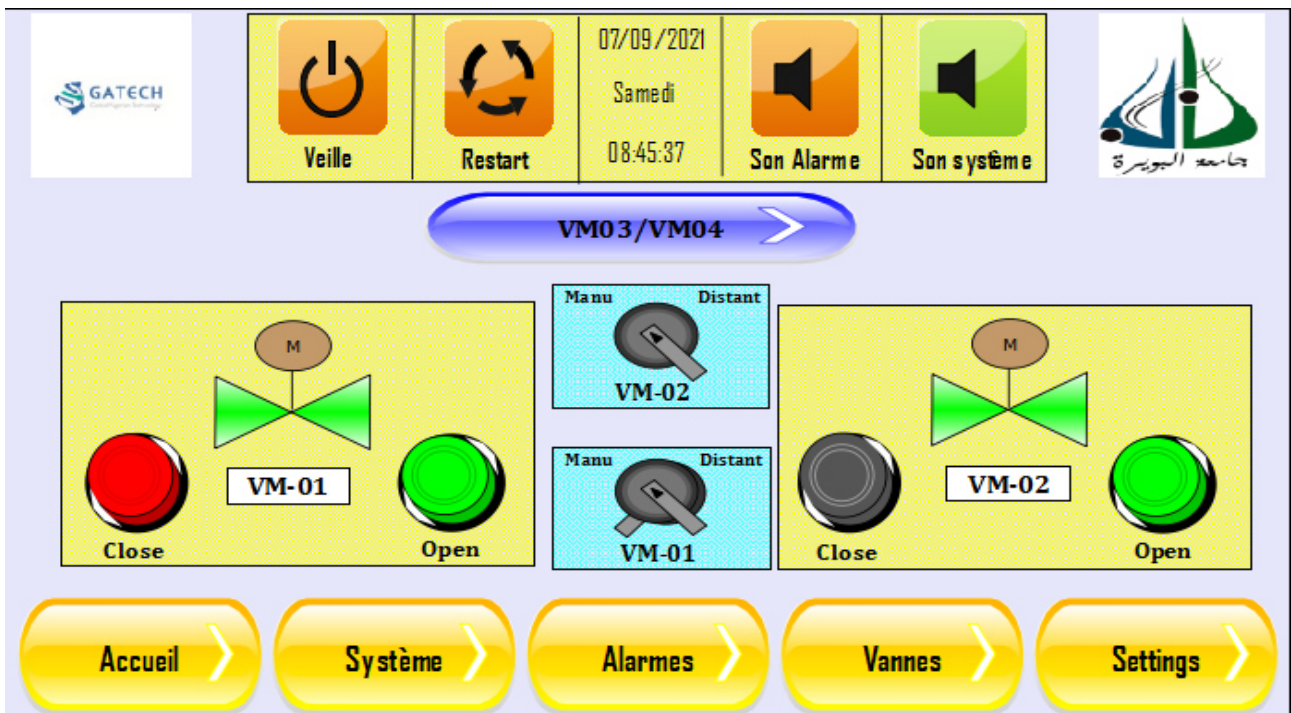 GATECH
07/09/2021
Samedi
08:45:37
Veille
Restart
Son Alarme
Son système
جامعة البويرة
VM03/VM04
Manu
Distant
VM-02
M
VM-01
Close
Open
Manu
Distant
VM-01
M
VM-02
Close
Open
Accueil
Système
Alarmes
Vannes
Settings